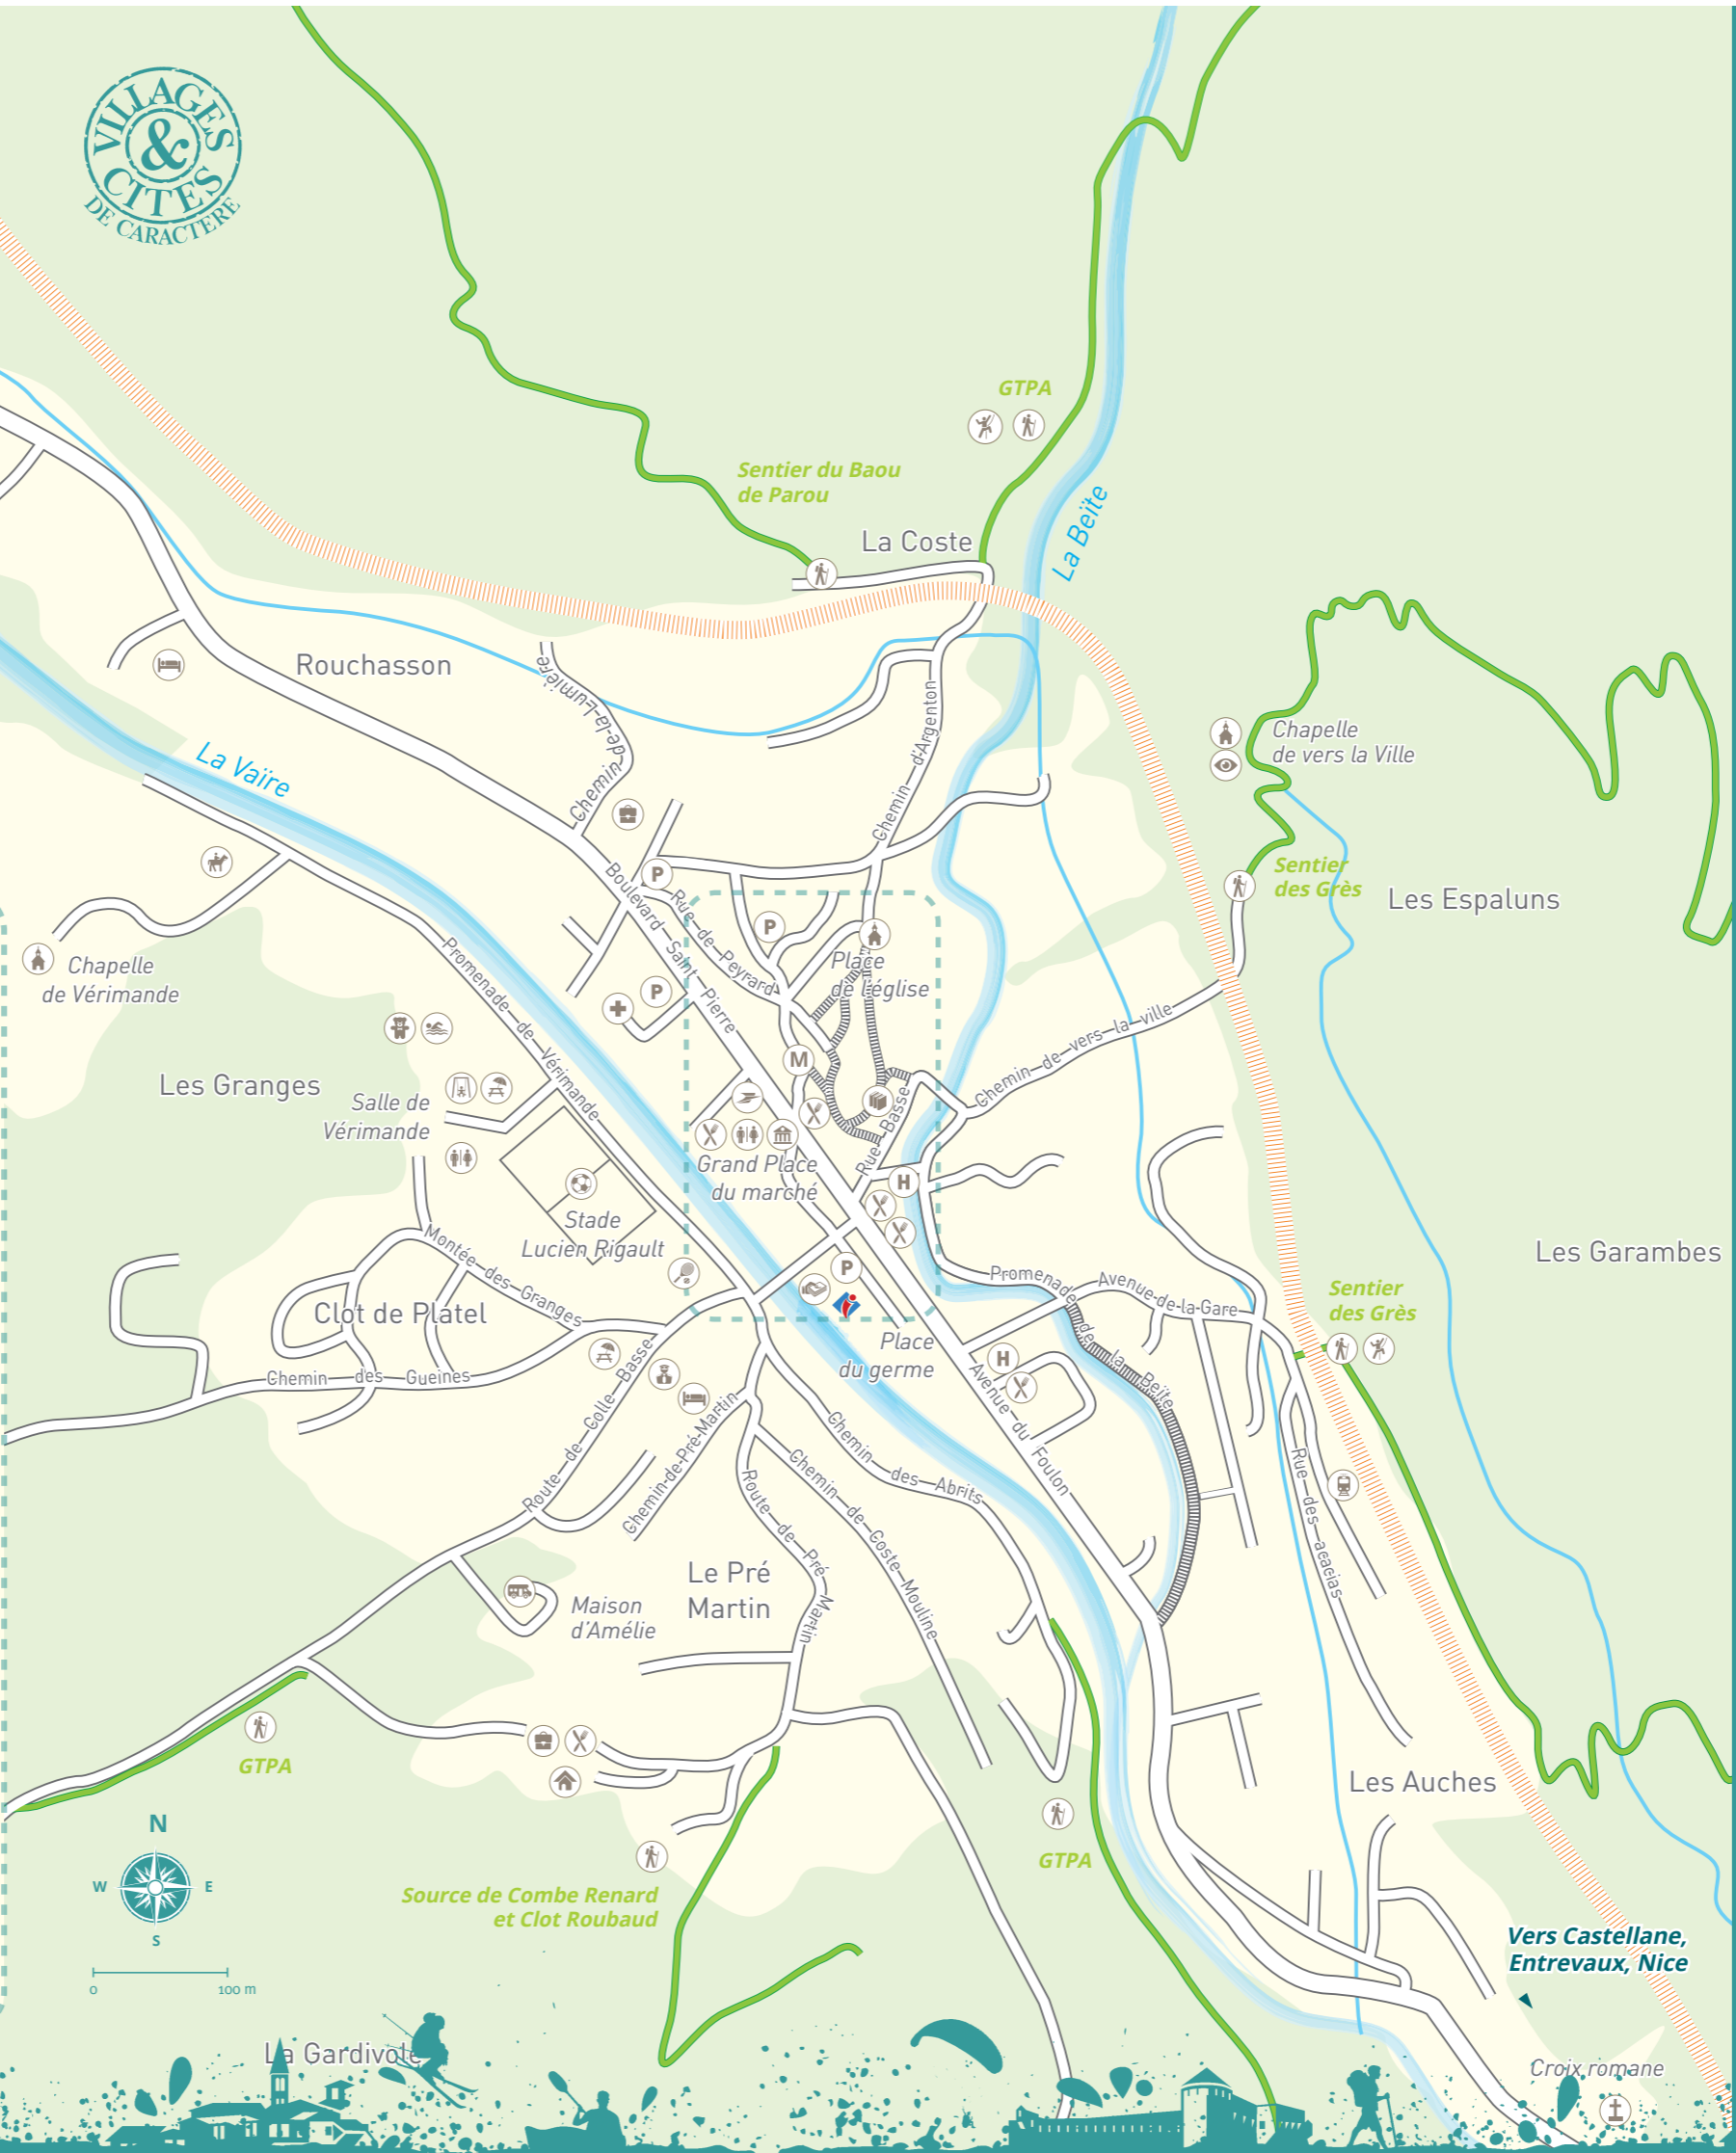 VILLAGES
&
CITES
DE CARACTÈRE
GTPA
Sentier du Baou
de Parou
La Coste
La Beïte
Rouchasson
Chemin de la Lumière
La Vaïre
Chemin d'Argenton
Chapelle
de vers la Ville
Sentier
des Grès
Les Espaluns
P
Boulevard Saint Pierre
Rue de Peyrard
P
Place
de l'église
Chapelle
de Vérimande
Promenade de Vérimande
P
Chemin de vers la ville
M
Les Granges
Salle de
Vérimande
Rue Basse
Grand Place
du marché
H
Stade
Lucien Rigault
Montée des Granges
P
Promenade de la Beïte
Avenue de la Gare
Les Garambes
Sentier
des Grès
Clot de Platel
Place
du germe
H
Chemin des Gueines
Route de Colle Basse
Chemin de Pré Martin
Avenue du Foulon
Chemin des Abrits
Chemin de Coste Mouline
Route de Pré Martin
Rue des acacias
Le Pré
Martin
Maison
d'Amélie
GTPA
Les Auches
GTPA
N
W
E
S
0
100 m
Source de Combe Renard
et Clot Roubaud
Vers Castellane,
Entrevaux, Nice
La Gardivole
Croix romane